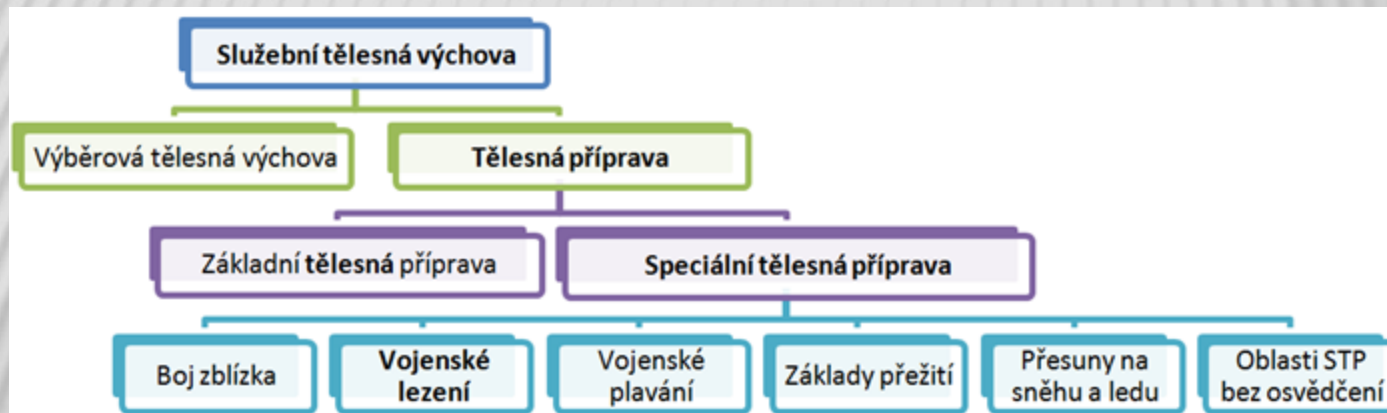 Služební tělesná výchova
Výběrová tělesná výchova
Tělesná příprava
Základní tělesná příprava
Speciální tělesná příprava
Boj zblízka
Vojenské
lezení
Vojenské
plavání
Základy přežití
Přesuny na
sněhu a ledu
Oblasti STP
bez osvědčení